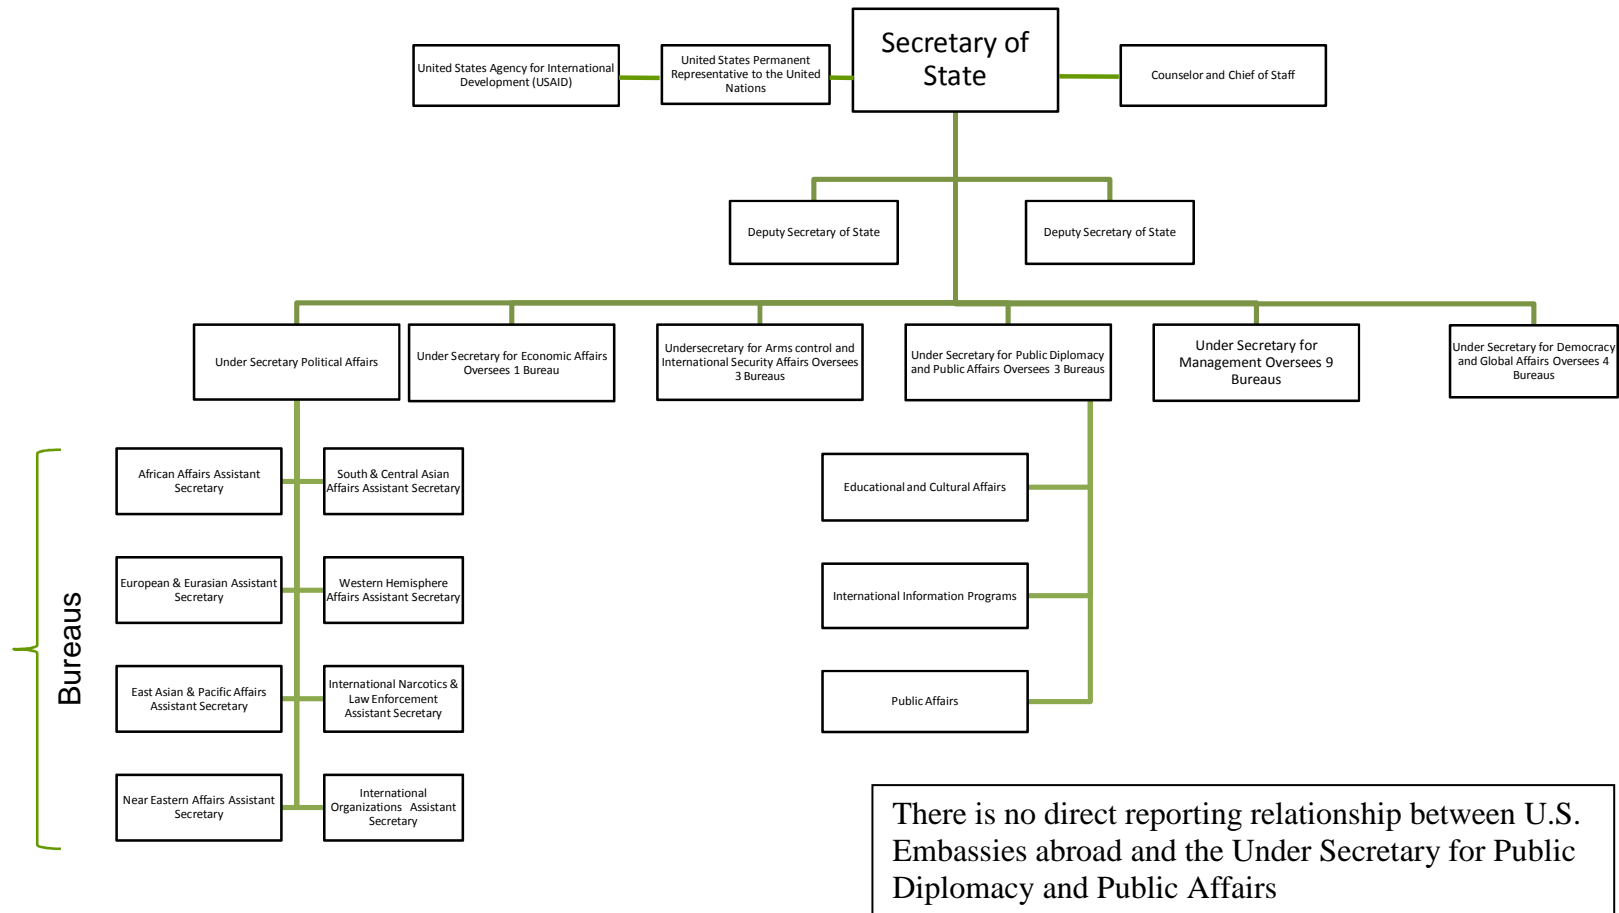 United States Agency for International
Development (USAID)
United States Permanent
Representative to the United
Nations
Secretary of
State
Counselor and Chief of Staff
Deputy Secretary of State
Deputy Secretary of State
Under Secretary Political Affairs
Under Secretary for Economic Affairs
Oversees 1 Bureau
Undersecretary for Arms control and
International Security Affairs Oversees
3 Bureaus
Under Secretary for Public Diplomacy
and Public Affairs Oversees 3 Bureaus
Under Secretary for
Management Oversees 9
Bureaus
Under Secretary for Democracy
and Global Affairs Oversees 4
Bureaus
Bureaus
African Affairs Assistant
Secretary
South & Central Asian
Affairs Assistant Secretary
European & Eurasian Assistant
Secretary
Western Hemisphere
Affairs Assistant Secretary
East Asian & Pacific Affairs
Assistant Secretary
International Narcotics &
Law Enforcement
Assistant Secretary
Near Eastern Affairs Assistant
Secretary
International
Organizations Assistant
Secretary
Educational and Cultural Affairs
International Information Programs
Public Affairs
There is no direct reporting relationship between U.S.
Embassies abroad and the Under Secretary for Public
Diplomacy and Public Affairs